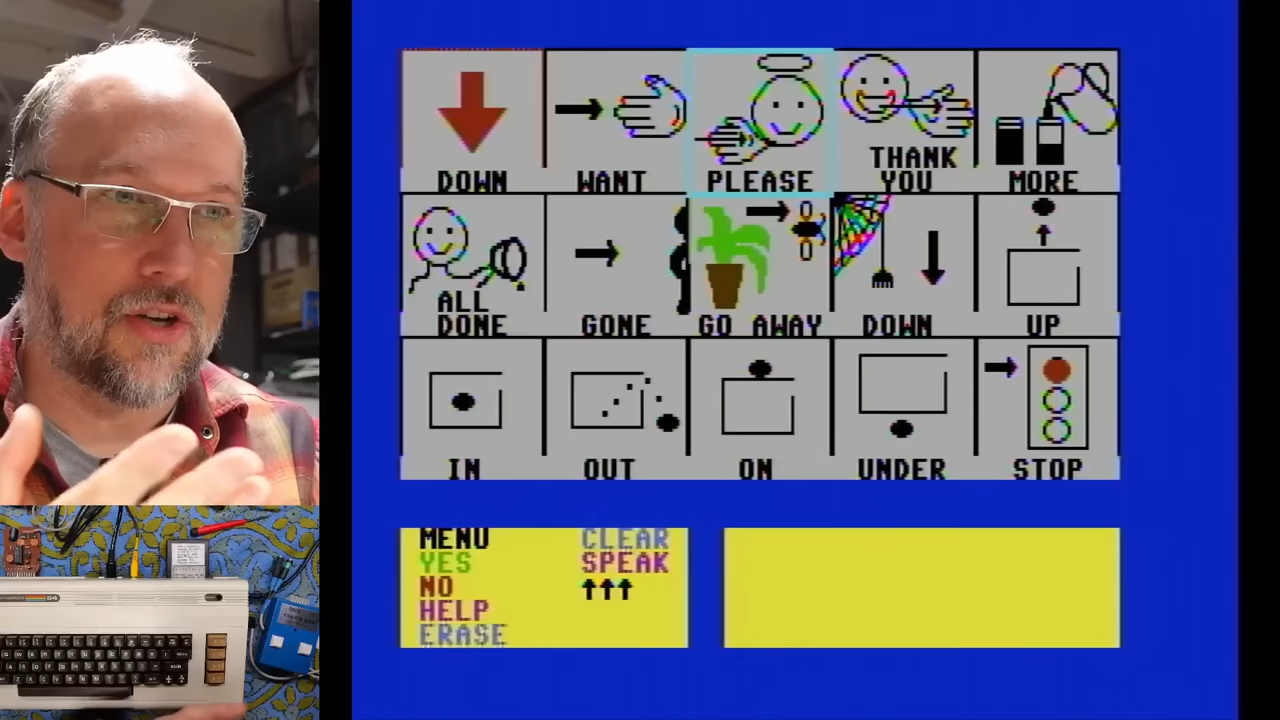 DOWN
WANT
PLEASE
THANK
YOU
MORE
ALL
DONE
GONE
GO AWAY
DOWN
UP
IN
OUT
ON
UNDER
STOP
MENU
CLEAR
YES
SPEAK
NO
↑↑↑
HELP
ERASE